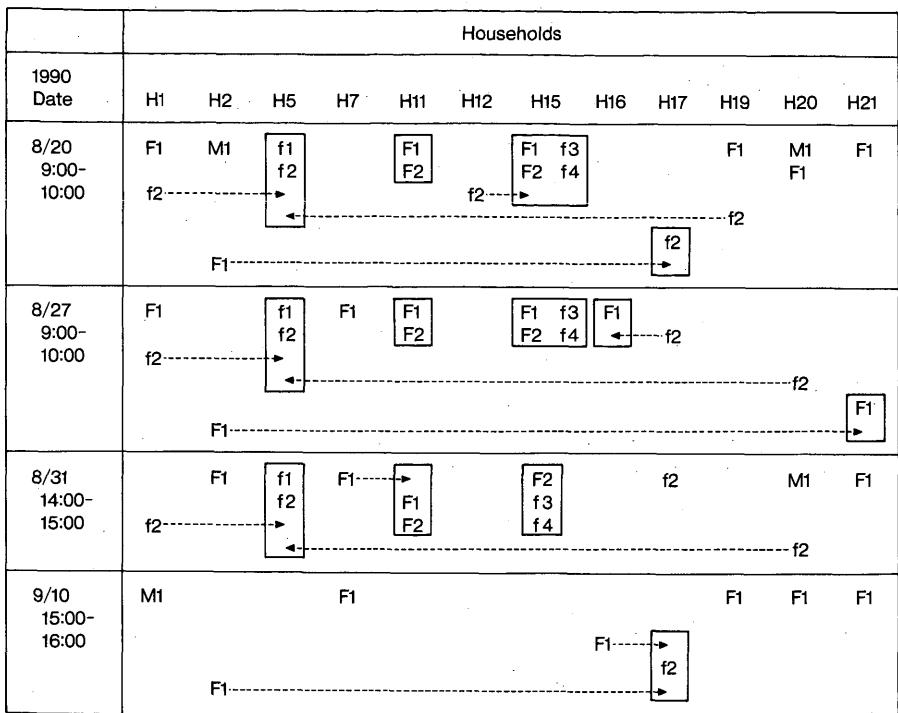 Households
1990
Date H1 H2 H5 H7 H11 H12 H15 H16 H17 H19 H20 H21
8/20 F1 M1 f1 F1 F1 f3 F1 M1 F1
9:00- f2 F2 F2 f4 F1
10:00 f2 f2
f2
f2
F1
8/27 F1 f1 F1 F1 F1 f3 F1
9:00- f2 F2 F2 f4 f2
10:00 f2
f2
F1
F1
8/31 F1 f1 F1 F2 f2 M1 F1
14:00- f2 F1 f3
15:00 f2 F2 f4
f2
9/10 M1 F1 F1 F1 F1
15:00-
16:00 F1
f2
F1